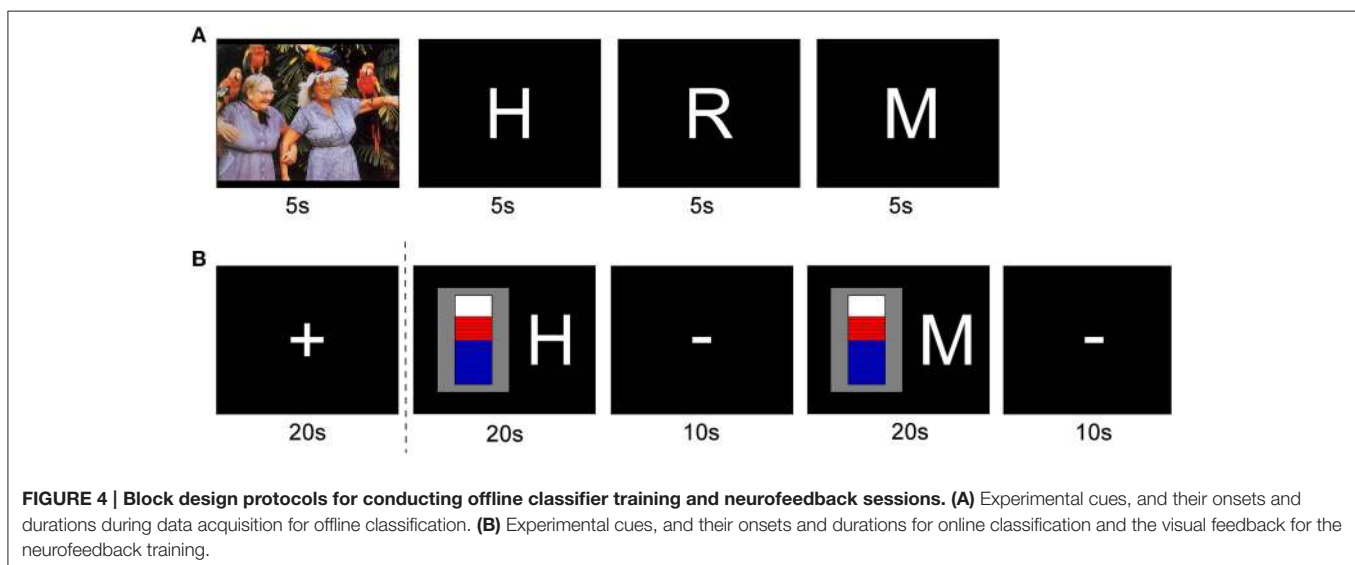 A
H R M
5s 5s 5s 5s
B
+ H - M -
20s 20s 10s 20s 10s
FIGURE 4 | Block design protocols for conducting offline classifier training and neurofeedback sessions. (A) Experimental cues, and their onsets and
durations during data acquisition for offline classification. (B) Experimental cues, and their onsets and durations for online classification and the visual feedback for the
neurofeedback training.